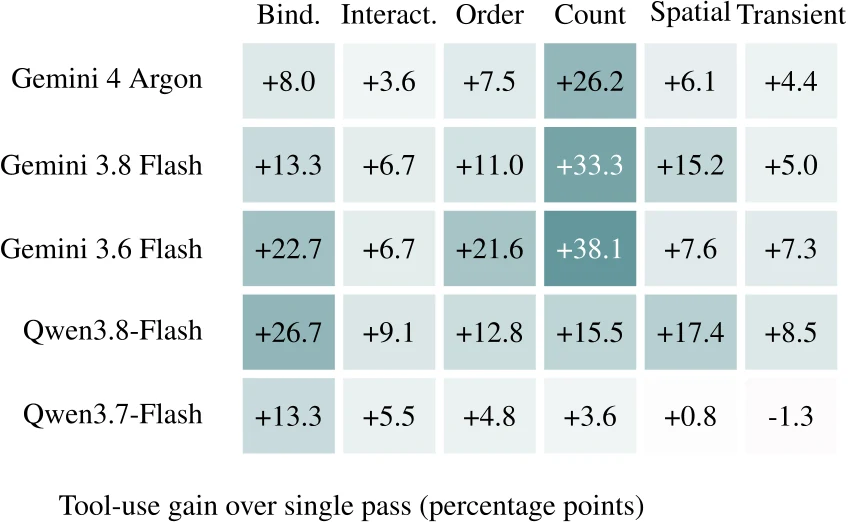 Bind. Interact. Order Count Spatial Transient
Gemini 4 Argon +8.0 +3.6 +7.5 +26.2 +6.1 +4.4
Gemini 3.8 Flash +13.3 +6.7 +11.0 +33.3 +15.2 +5.0
Gemini 3.6 Flash +22.7 +6.7 +21.6 +38.1 +7.6 +7.3
Qwen3.8-Flash +26.7 +9.1 +12.8 +15.5 +17.4 +8.5
Qwen3.7-Flash +13.3 +5.5 +4.8 +3.6 +0.8 -1.3
Tool-use gain over single pass (percentage points)